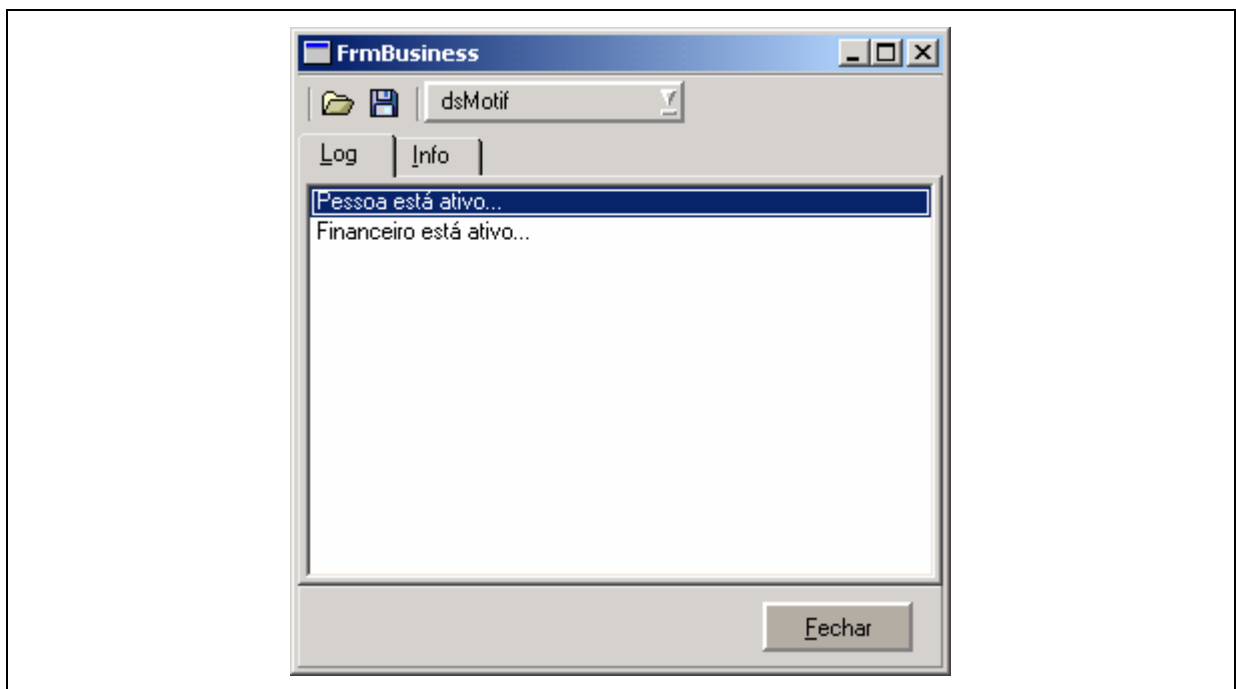 FrmBusiness
dsMotif
Log Info
Pessoa está ativo...
Financeiro está ativo...
Fechar